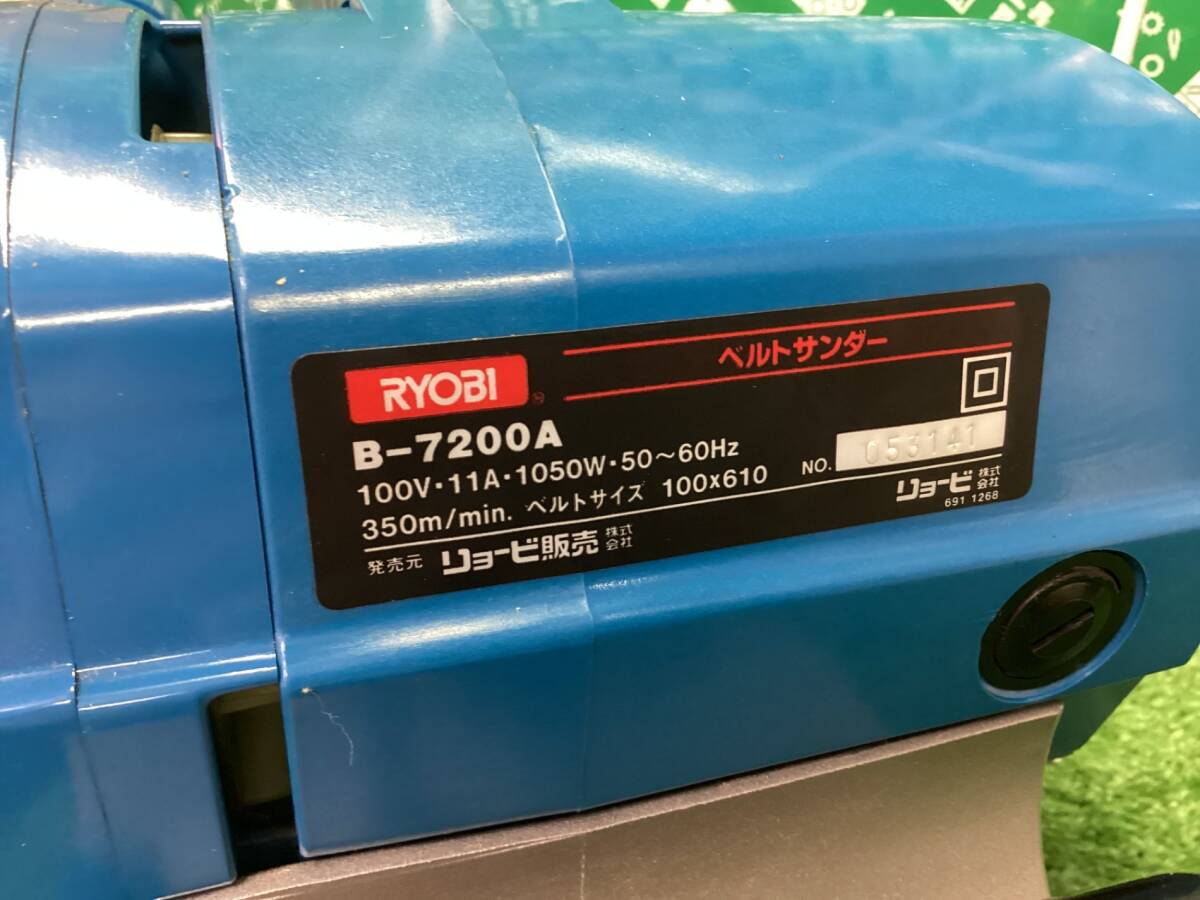 ベルトサンダー
RYOBI
B-7200A
100V・11A・1050W・50～60Hz
350m/min. ベルトサイズ 100x610
NO. 053141
発売元 リョービ販売 株式会社
リョービ 株式会社
691 1268